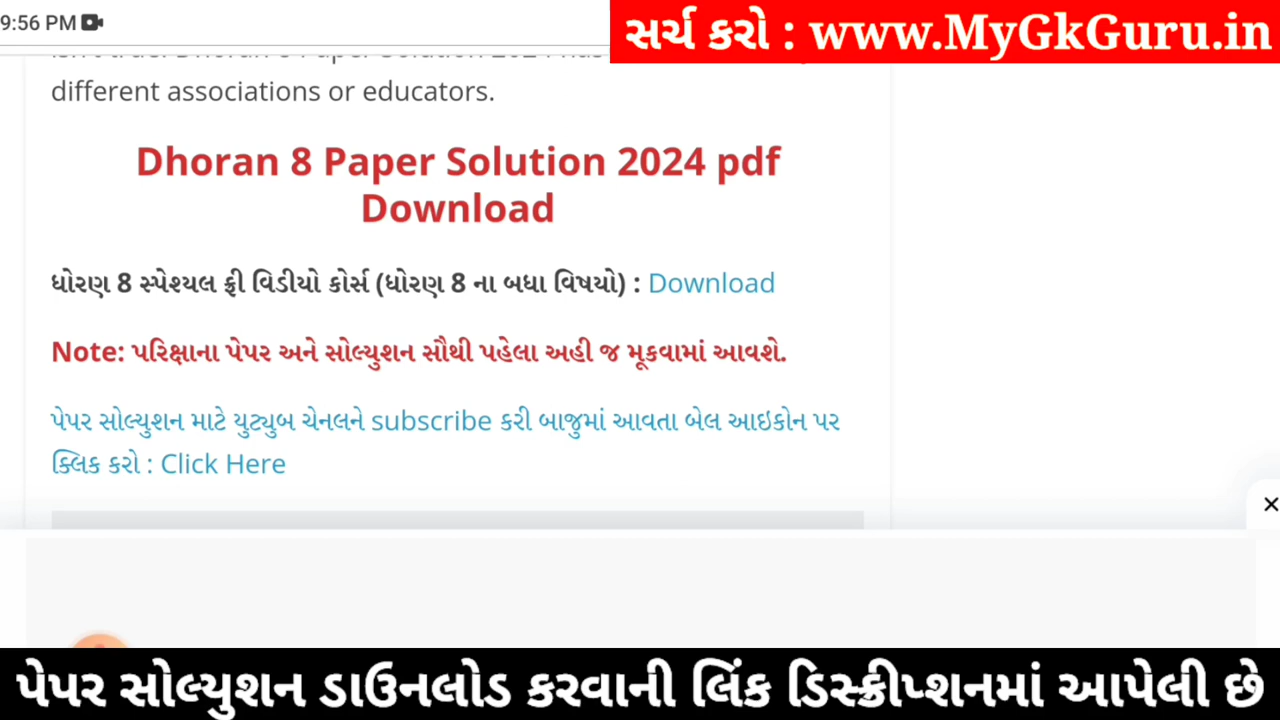 9:56 PM
સર્ચ કરો : www.MyGkGuru.in
different associations or educators.
Dhoran 8 Paper Solution 2024 pdf
Download
ધોરણ 8 સ્પેશ્યલ ફ્રી વિડીયો કોર્સ (ધોરણ 8 ના બધા વિષયો) : Download
Note: પરિક્ષાના પેપર અને સોલ્યુશન સૌથી પહેલા અહી જ મૂકવામાં આવશે.
પેપર સોલ્યુશન માટે યુટ્યુબ ચેનલને subscribe કરી બાજુમાં આવતા બેલ આઇકોન પર
ક્લિક કરો : Click Here
પેપર સોલ્યુશન ડાઉનલોડ કરવાની લિંક ડિસ્ક્રીપ્શનમાં આપેલી છે